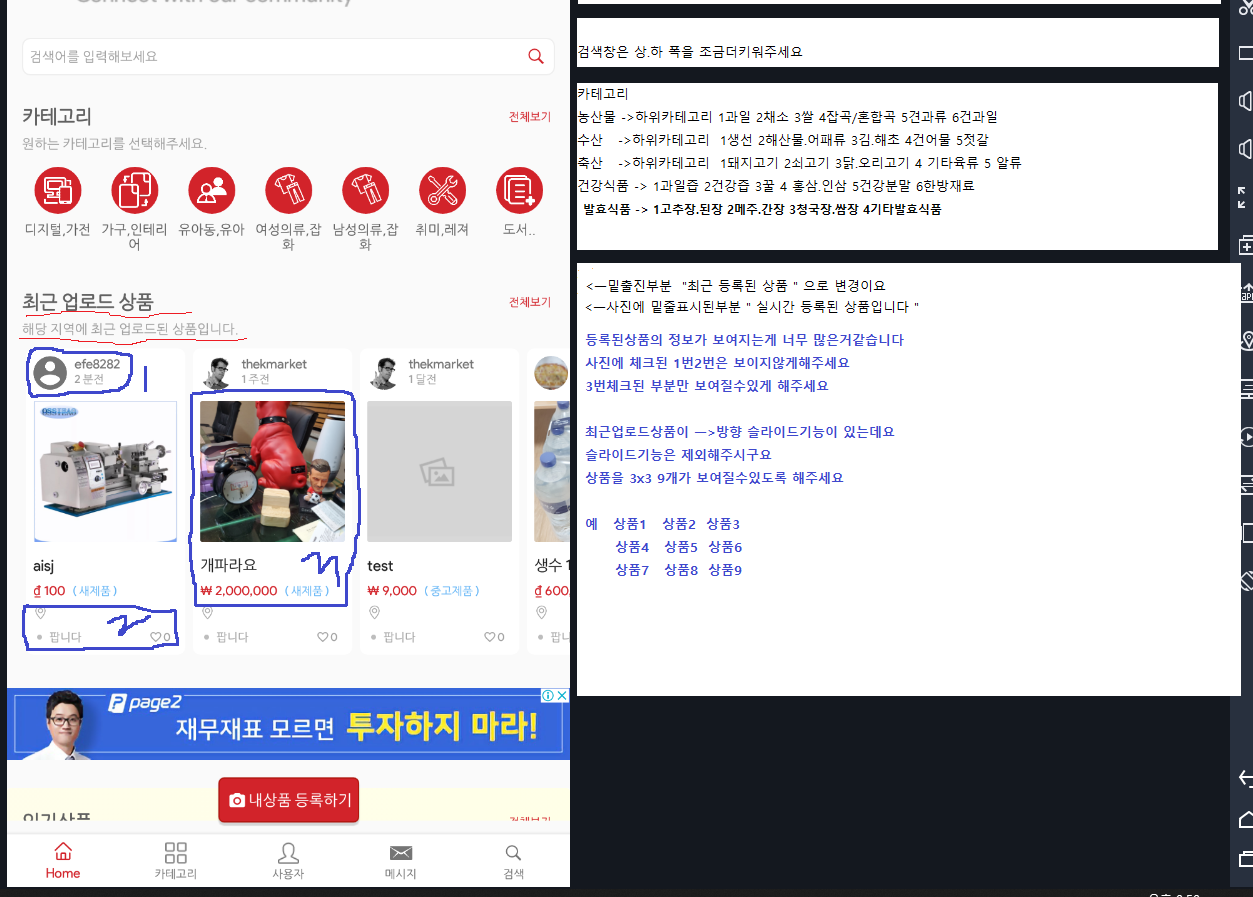 Connect with our community
검색어를 입력해보세요
카테고리
전체보기
원하는 카테고리를 선택해주세요.
디지털,가전
가구,인테리어
유아동,유아
여성의류,잡화
남성의류,잡화
취미,레져
도서..
최근 업로드 상품
전체보기
해당 지역에 최근 업로드된 상품입니다.
efe8282
2 분전
1
thekmarket
1 주전
thekmarket
1 달전
aisj
₫ 100 ( 새제품 )
2
팝니다
0
개파라요
₩ 2,000,000 ( 새제품 )
팝니다
0
test
₩ 9,000 ( 중고제품 )
팝니다
0
생수 1
₫ 600,
팝니
page2
재무재표 모르면 투자하지 마라!
내상품 등록하기
인기상품
전체보기
Home
카테고리
사용자
메시지
검색
검색창은 상.하 폭을 조금더키워주세요
카테고리
농산물 ->하위카테고리 1과일 2채소 3쌀 4잡곡/혼합곡 5견과류 6건과일
수산 ->하위카테고리 1생선 2해산물.어패류 3김.해초 4건어물 5젓갈
축산 ->하위카테고리 1돼지고기 2쇠고기 3닭.오리고기 4 기타육류 5 알류
건강식품 -> 1과일즙 2건강즙 3꿀 4 홍삼.인삼 5건강분말 6한방재료
발효식품 -> 1고추장.된장 2메주.간장 3청국장.쌈장 4기타발효식품
<ㅡ밑출진부분 "최근 등록된 상품 " 으로 변경이요
<ㅡ사진에 밑줄표시된부분 " 실시간 등록된 상품입니다 "
등록된상품의 정보가 보여지는게 너무 많은거같습니다
사진에 체크된 1번2번은 보이지않게해주세요
3번체크된 부분만 보여질수있게 해주세요
최근업로드상품이 ㅡ>방향 슬라이드기능이 있는데요
슬라이드기능은 제외해주시구요
상품을 3x3 9개가 보여질수있도록 해주세요
예 상품1 상품2 상품3
상품4 상품5 상품6
상품7 상품8 상품9